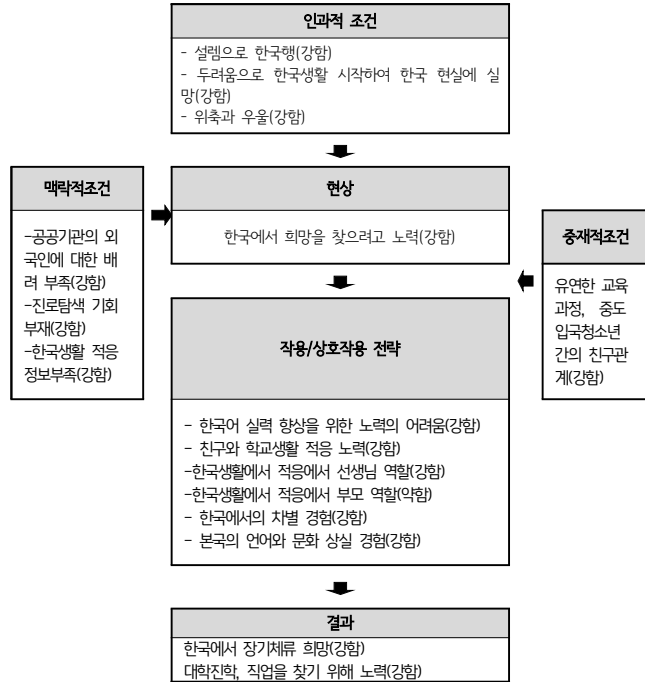 인과적 조건
- 설렘으로 한국행(강함)
- 두려움으로 한국생활 시작하여 한국 현실에 실
망(강함)
- 위축과 우울(강함)
맥락적조건
-공공기관의 외
국인에 대한 배
려 부족(강함)
-진로탐색 기회
부재(강함)
-한국생활 적응
정보부족(강함)
현상
한국에서 희망을 찾으려고 노력(강함)
중재적조건
유연한 교육
과정, 중도
입국청소년
간의 친구관
계(강함)
작용/상호작용 전략
- 한국어 실력 향상을 위한 노력의 어려움(강함)
- 친구와 학교생활 적응 노력(강함)
-한국생활에서 적응에서 선생님 역할(강함)
-한국생활에서 적응에서 부모 역할(약함)
- 한국에서의 차별 경험(강함)
- 본국의 언어와 문화 상실 경험(강함)
결과
한국에서 장기체류 희망(강함)
대학진학, 직업을 찾기 위해 노력(강함)